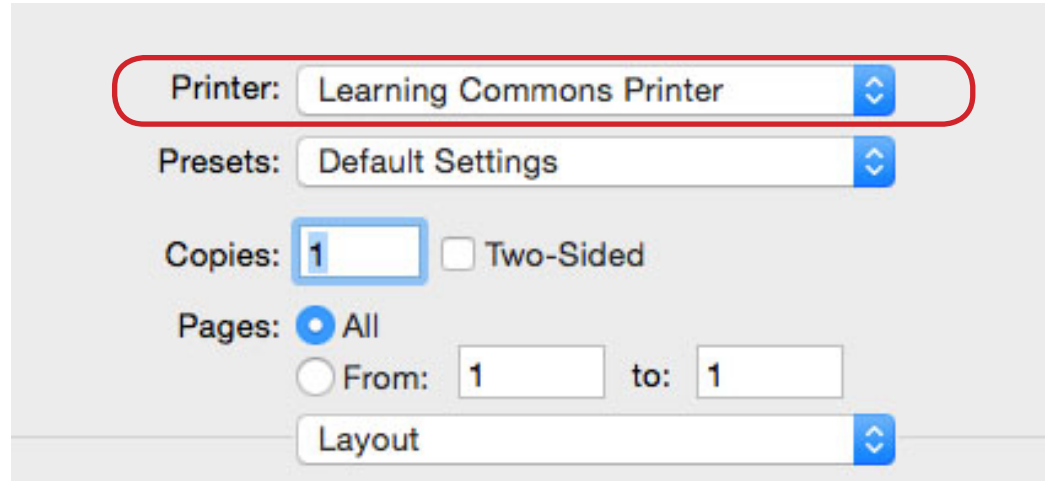 Printer: Learning Commons Printer
Presets: Default Settings
Copies: 1 Two-Sided
Pages: All
From: 1 to: 1
Layout